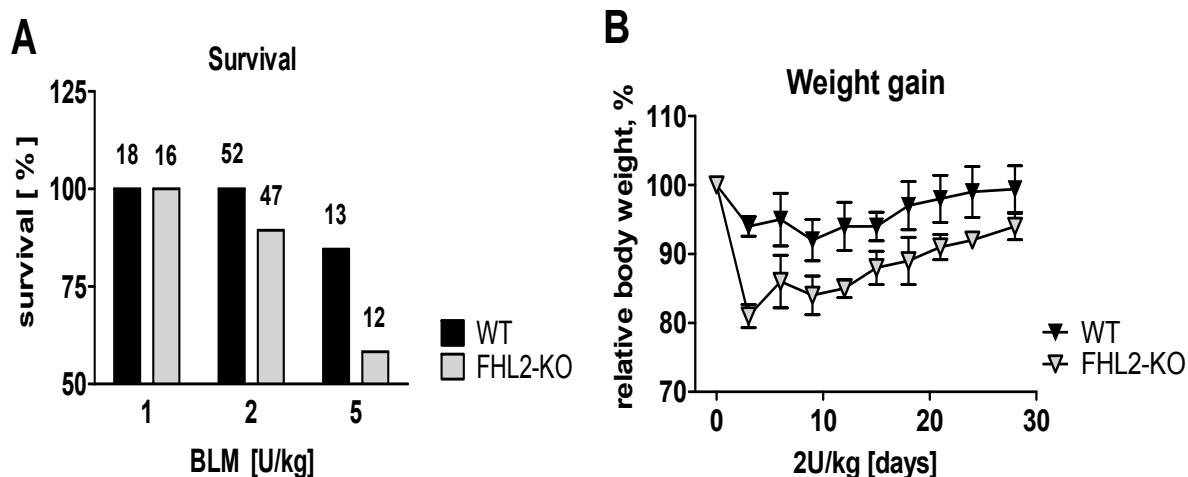 A
Survival
survival [ % ]
125
100
75
50
18
16
52
47
13
12
1
2
5
BLM [U/kg]
WT
FHL2-KO
B
Weight gain
relative body weight, %
110
100
90
80
70
0
10
20
30
2U/kg [days]
WT
FHL2-KO